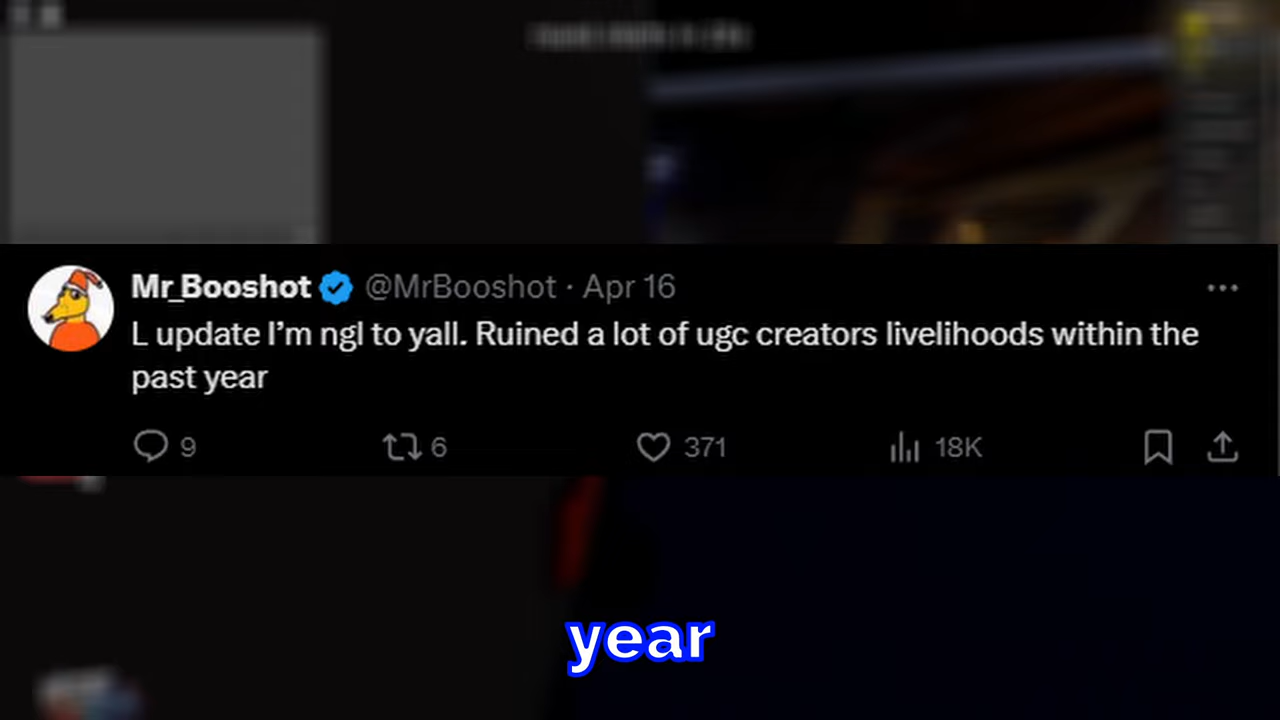 Mr_Booshot @MrBooshot · Apr 16
L update I'm ngl to yall. Ruined a lot of ugc creators livelihoods within the
past year
9 6 371 18K
year